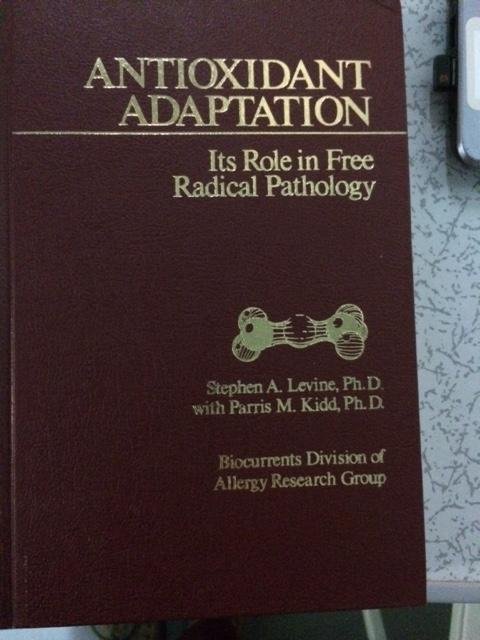 ANTIOXIDANT
ADAPTATION
Its Role in Free
Radical Pathology
Stephen A. Levine, Ph.D.
with Parris M. Kidd, Ph.D.
Biocurrents Division of
Allergy Research Group